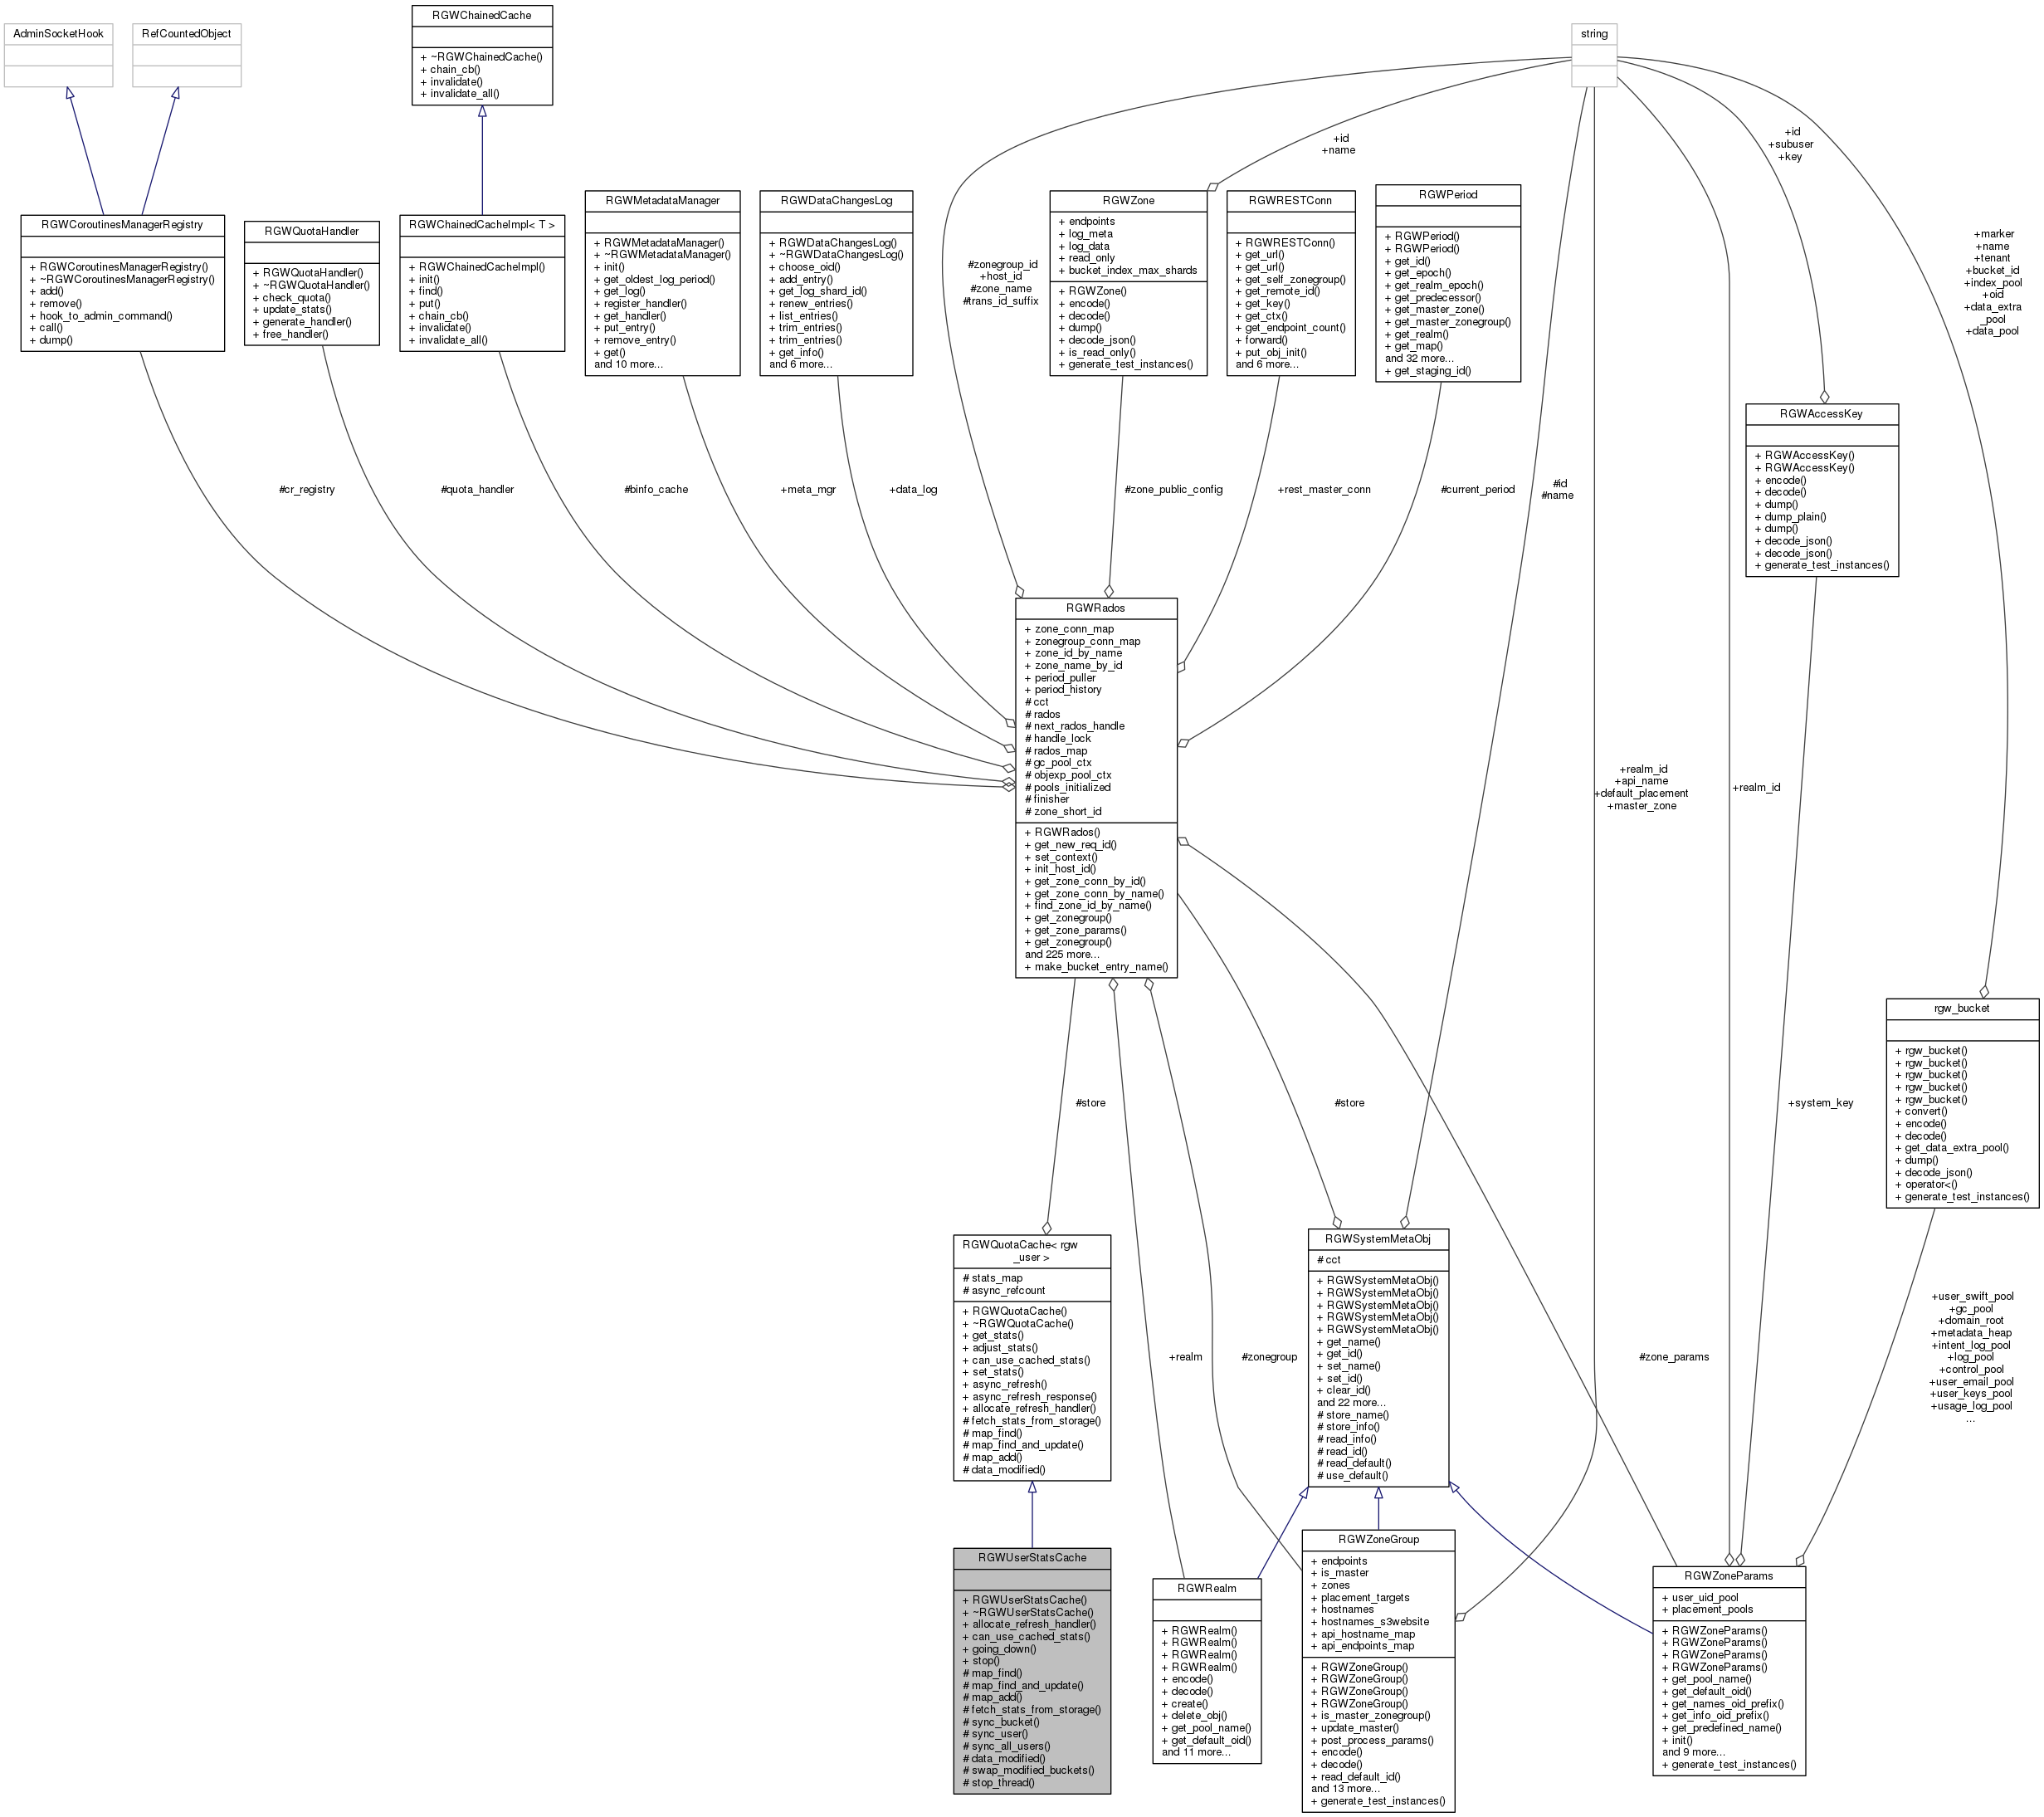 AdminSocketHook
RefCountedObject
RGWChainedCache
+ ~RGWChainedCache()
+ chain_cb()
+ invalidate()
+ invalidate_all()
string
+id
+name
+id
+subuser
+key
RGWCoroutinesManagerRegistry
+ RGWCoroutinesManagerRegistry()
+ ~RGWCoroutinesManagerRegistry()
+ add()
+ remove()
+ hook_to_admin_command()
+ call()
+ dump()
RGWQuotaHandler
+ RGWQuotaHandler()
+ ~RGWQuotaHandler()
+ check_quota()
+ update_stats()
+ generate_handler()
+ free_handler()
RGWChainedCacheImpl< T >
+ RGWChainedCacheImpl()
+ init()
+ find()
+ put()
+ chain_cb()
+ invalidate()
+ invalidate_all()
RGWMetadataManager
+ RGWMetadataManager()
+ ~RGWMetadataManager()
+ init()
+ get_oldest_log_period()
+ get_log()
+ register_handler()
+ get_handler()
+ put_entry()
+ remove_entry()
+ get()
and 10 more...
RGWDataChangesLog
+ RGWDataChangesLog()
+ ~RGWDataChangesLog()
+ choose_oid()
+ add_entry()
+ get_log_shard_id()
+ renew_entries()
+ list_entries()
+ trim_entries()
+ trim_entries()
+ get_info()
and 6 more...
#zonegroup_id
+host_id
#zone_name
#trans_id_suffix
RGWZone
+ endpoints
+ log_meta
+ log_data
+ read_only
+ bucket_index_max_shards
+ RGWZone()
+ encode()
+ decode()
+ dump()
+ decode_json()
+ is_read_only()
+ generate_test_instances()
RGWRESTConn
+ RGWRESTConn()
+ get_url()
+ get_url()
+ get_self_zonegroup()
+ get_remote_id()
+ get_key()
+ get_ctx()
+ get_endpoint_count()
+ forward()
+ put_obj_init()
and 6 more...
RGWPeriod
+ RGWPeriod()
+ RGWPeriod()
+ get_id()
+ get_epoch()
+ get_realm_epoch()
+ get_predecessor()
+ get_master_zone()
+ get_master_zonegroup()
+ get_realm()
+ get_map()
and 32 more...
+ get_staging_id()
+marker
+name
+tenant
+bucket_id
+index_pool
+oid
+data_extra
_pool
+data_pool
RGWAccessKey
+ RGWAccessKey()
+ RGWAccessKey()
+ encode()
+ decode()
+ dump()
+ dump_plain()
+ dump()
+ decode_json()
+ decode_json()
+ generate_test_instances()
#cr_registry
#quota_handler
#binfo_cache
+meta_mgr
+data_log
#zone_public_config
+rest_master_conn
#current_period
#id
#name
RGWRados
+ zone_conn_map
+ zonegroup_conn_map
+ zone_id_by_name
+ zone_name_by_id
+ period_puller
+ period_history
# cct
# rados
# next_rados_handle
# handle_lock
# rados_map
# gc_pool_ctx
# objexp_pool_ctx
# pools_initialized
# finisher
# zone_short_id
+ RGWRados()
+ get_new_req_id()
+ set_context()
+ init_host_id()
+ get_zone_conn_by_id()
+ get_zone_conn_by_name()
+ find_zone_id_by_name()
+ get_zonegroup()
+ get_zone_params()
+ get_zonegroup()
and 225 more...
+ make_bucket_entry_name()
+realm_id
+api_name
+default_placement
+master_zone
+realm_id
rgw_bucket
+ rgw_bucket()
+ rgw_bucket()
+ rgw_bucket()
+ rgw_bucket()
+ rgw_bucket()
+ convert()
+ encode()
+ decode()
+ get_data_extra_pool()
+ dump()
+ decode_json()
+ operator<()
+ generate_test_instances()
#store
#store
+system_key
RGWQuotaCache< rgw
_user >
# stats_map
# async_refcount
+ RGWQuotaCache()
+ ~RGWQuotaCache()
+ get_stats()
+ adjust_stats()
+ can_use_cached_stats()
+ set_stats()
+ async_refresh()
+ async_refresh_response()
+ allocate_refresh_handler()
# fetch_stats_from_storage()
# map_find()
# map_find_and_update()
# map_add()
# data_modified()
+realm
#zonegroup
RGWSystemMetaObj
# cct
+ RGWSystemMetaObj()
+ RGWSystemMetaObj()
+ RGWSystemMetaObj()
+ RGWSystemMetaObj()
+ RGWSystemMetaObj()
+ get_name()
+ get_id()
+ set_name()
+ set_id()
+ clear_id()
and 22 more...
# store_name()
# store_info()
# read_info()
# read_id()
# read_default()
# use_default()
#zone_params
+user_swift_pool
+gc_pool
+domain_root
+metadata_heap
+intent_log_pool
+log_pool
+control_pool
+user_email_pool
+user_keys_pool
+usage_log_pool
...
RGWUserStatsCache
+ RGWUserStatsCache()
+ ~RGWUserStatsCache()
+ allocate_refresh_handler()
+ can_use_cached_stats()
+ going_down()
+ stop()
# map_find()
# map_find_and_update()
# map_add()
# fetch_stats_from_storage()
# sync_bucket()
# sync_user()
# sync_all_users()
# data_modified()
# swap_modified_buckets()
# stop_thread()
RGWRealm
+ RGWRealm()
+ RGWRealm()
+ RGWRealm()
+ RGWRealm()
+ encode()
+ decode()
+ create()
+ delete_obj()
+ get_pool_name()
+ get_default_oid()
and 11 more...
RGWZoneGroup
+ endpoints
+ is_master
+ zones
+ placement_targets
+ hostnames
+ hostnames_s3website
+ api_hostname_map
+ api_endpoints_map
+ RGWZoneGroup()
+ RGWZoneGroup()
+ RGWZoneGroup()
+ RGWZoneGroup()
+ is_master_zonegroup()
+ update_master()
+ post_process_params()
+ encode()
+ decode()
+ read_default_id()
and 13 more...
+ generate_test_instances()
RGWZoneParams
+ user_uid_pool
+ placement_pools
+ RGWZoneParams()
+ RGWZoneParams()
+ RGWZoneParams()
+ RGWZoneParams()
+ get_pool_name()
+ get_default_oid()
+ get_names_oid_prefix()
+ get_info_oid_prefix()
+ get_predefined_name()
+ init()
and 9 more...
+ generate_test_instances()